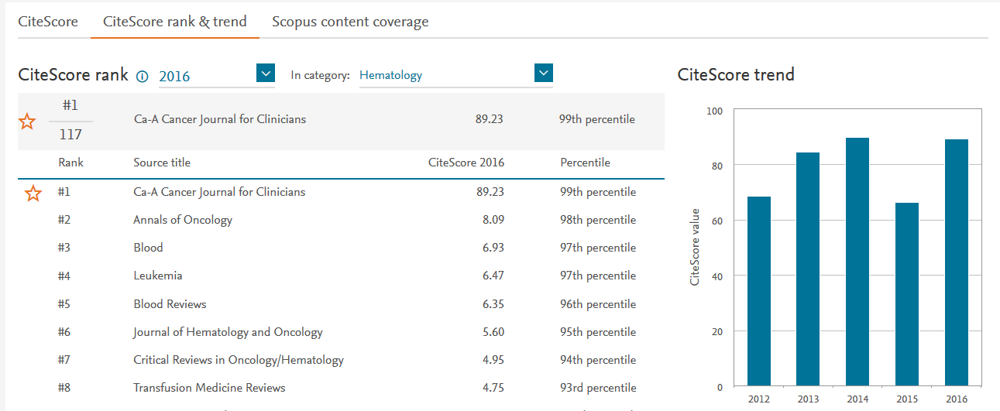 CiteScore CiteScore rank & trend Scopus content coverage
CiteScore rank 2016 In category: Hematology
#1
117
Ca-A Cancer Journal for Clinicians 89.23 99th percentile
Rank Source title CiteScore 2016 Percentile
#1 Ca-A Cancer Journal for Clinicians 89.23 99th percentile
#2 Annals of Oncology 8.09 98th percentile
#3 Blood 6.93 97th percentile
#4 Leukemia 6.47 97th percentile
#5 Blood Reviews 6.35 96th percentile
#6 Journal of Hematology and Oncology 5.60 95th percentile
#7 Critical Reviews in Oncology/Hematology 4.95 94th percentile
#8 Transfusion Medicine Reviews 4.75 93rd percentile
CiteScore trend
CiteScore value
100
80
60
40
20
0
2012 2013 2014 2015 2016